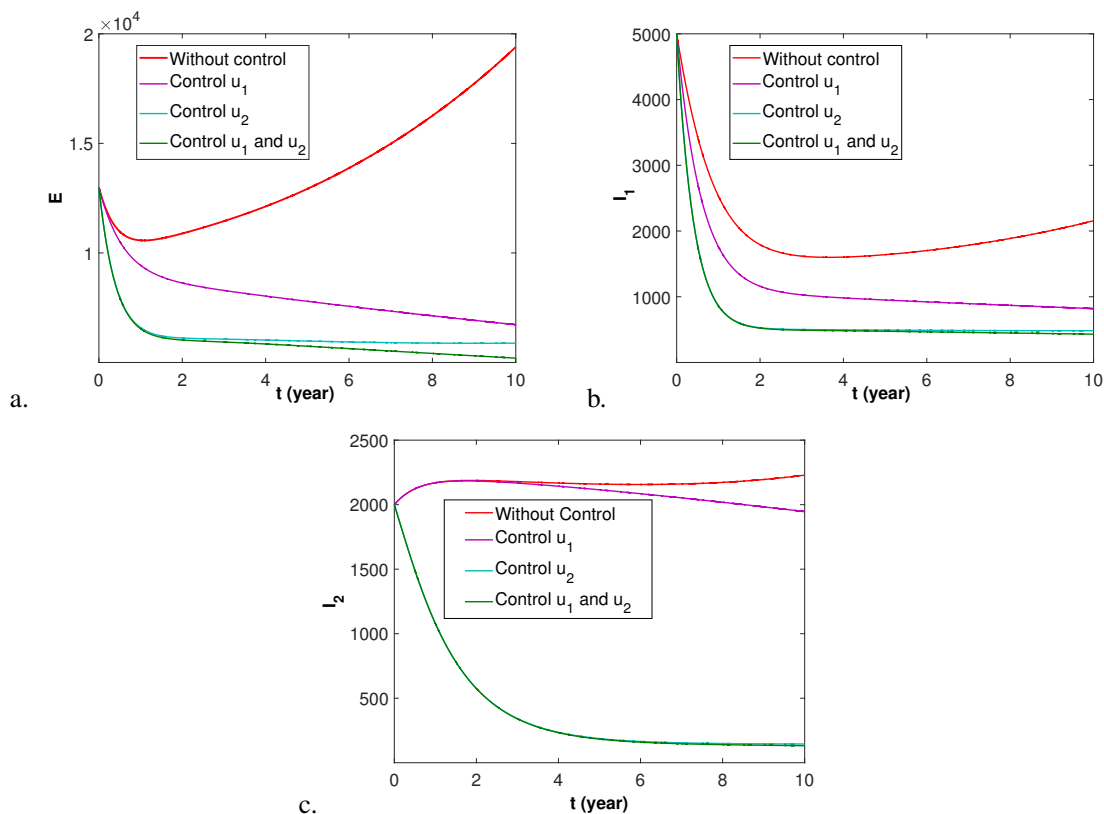 ×10⁴
2
1.5
1
E
Without control
Control u₁
Control u₂
Control u₁ and u₂
0
2
4
6
8
10
t (year)
a.
5000
4000
3000
2000
1000
I₁
Without control
Control u₁
Control u₂
Control u₁ and u₂
0
2
4
6
8
10
t (year)
b.
2500
2000
1500
1000
500
I₂
Without Control
Control u₁
Control u₂
Control u₁ and u₂
0
2
4
6
8
10
t (year)
c.